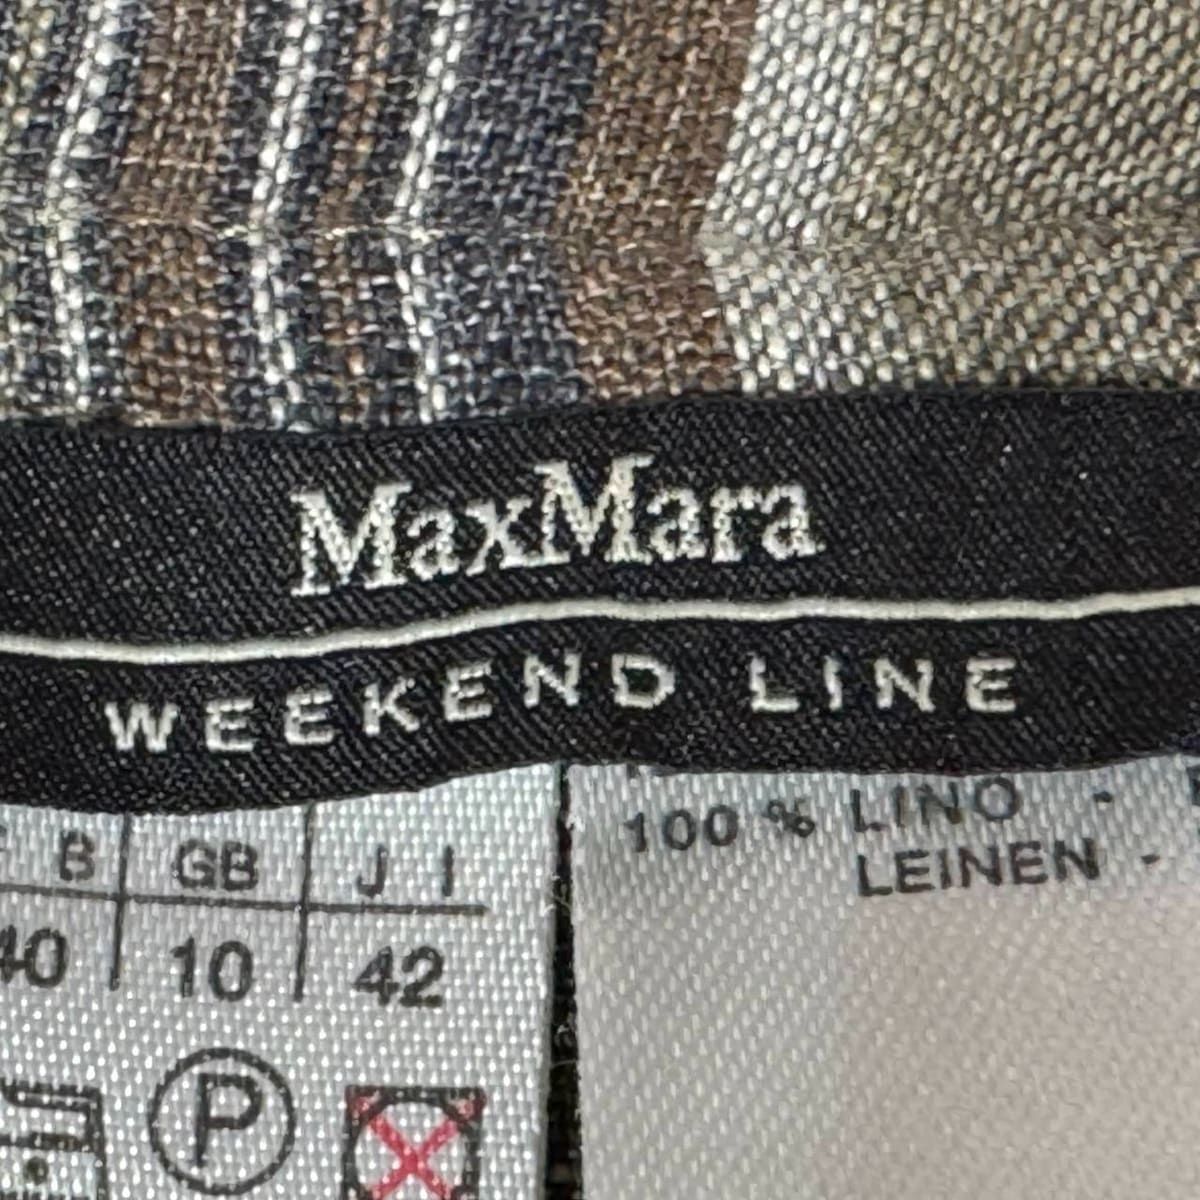 MaxMara
WEEKEND LINE
B GB J I
40 10 42
P
100 % LINO -
LEINEN -